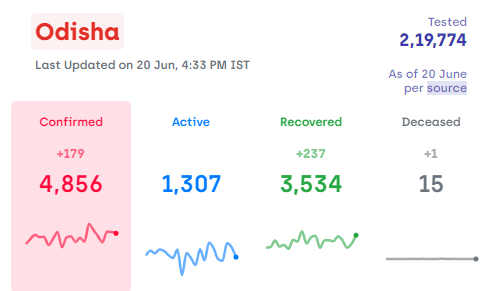 Odisha
Last Updated on 20 Jun, 4:33 PM IST
Tested
2,19,774
As of 20 June
per source
Confirmed
+179
4,856
Active
1,307
Recovered
+237
3,534
Deceased
+1
15